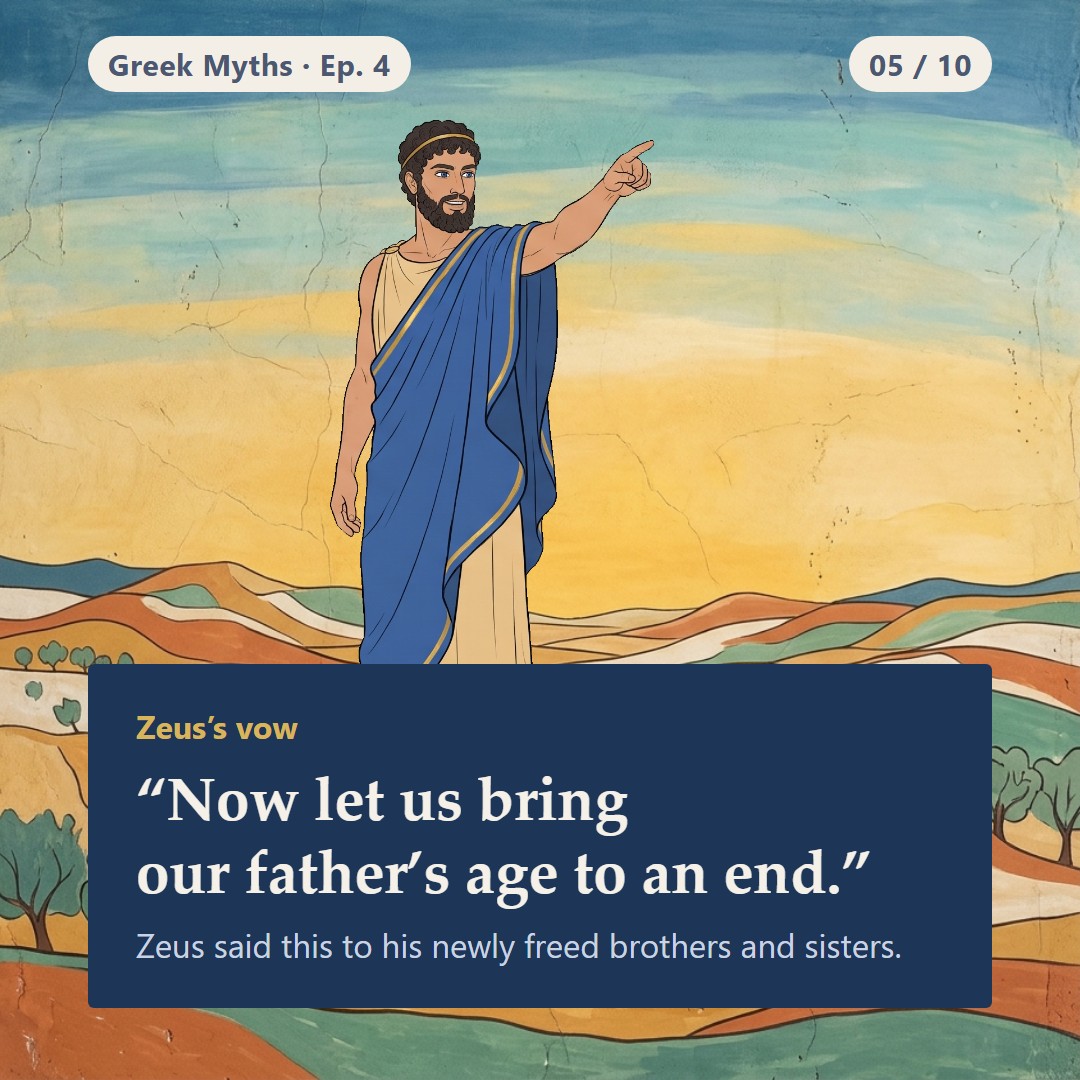 Greek Myths · Ep. 4
05 / 10
Zeus’s vow
“Now let us bring
our father’s age to an end.”
Zeus said this to his newly freed brothers and sisters.